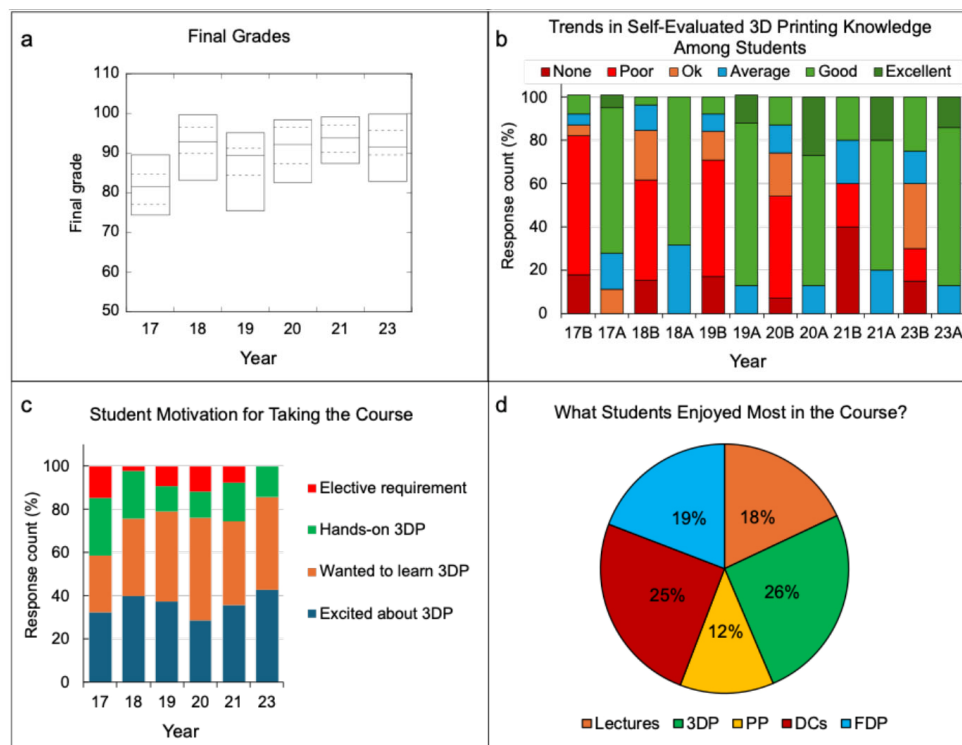 a
Final Grades
110
100
90
80
70
60
50
Final grade
17 18 19 20 21 23
Year
b
Trends in Self-Evaluated 3D Printing Knowledge
Among Students
None Poor Ok Average Good Excellent
100
80
60
40
20
0
Response count (%)
17B 17A 18B 18A 19B 19A 20B 20A 21B 21A 23B 23A
Year
c
Student Motivation for Taking the Course
100
80
60
40
20
0
Response count (%)
17 18 19 20 21 23
Year
Elective requirement
Hands-on 3DP
Wanted to learn 3DP
Excited about 3DP
d
What Students Enjoyed Most in the Course?
19% 18%
25% 26%
12%
Lectures 3DP PP DCs FDP